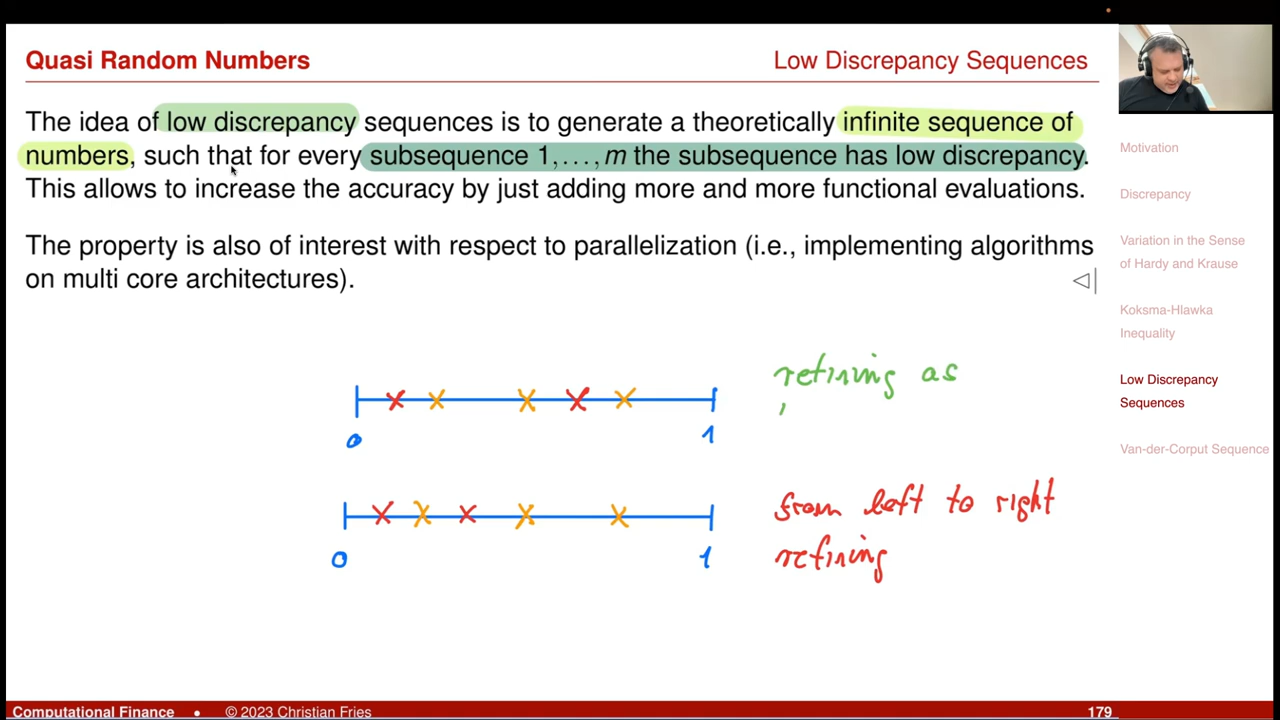 Quasi Random Numbers
Low Discrepancy Sequences
The idea of low discrepancy sequences is to generate a theoretically infinite sequence of
numbers, such that for every subsequence 1,...,m the subsequence has low discrepancy.
This allows to increase the accuracy by just adding more and more functional evaluations.
The property is also of interest with respect to parallelization (i.e., implementing algorithms
on multi core architectures).
refining as
0 1
from left to right
refining
0 1
Motivation
Discrepancy
Variation in the Sense
of Hardy and Krause
Koksma-Hlawka
Inequality
Low Discrepancy
Sequences
Van-der-Corput Sequence
Computational Finance • © 2023 Christian Fries
179